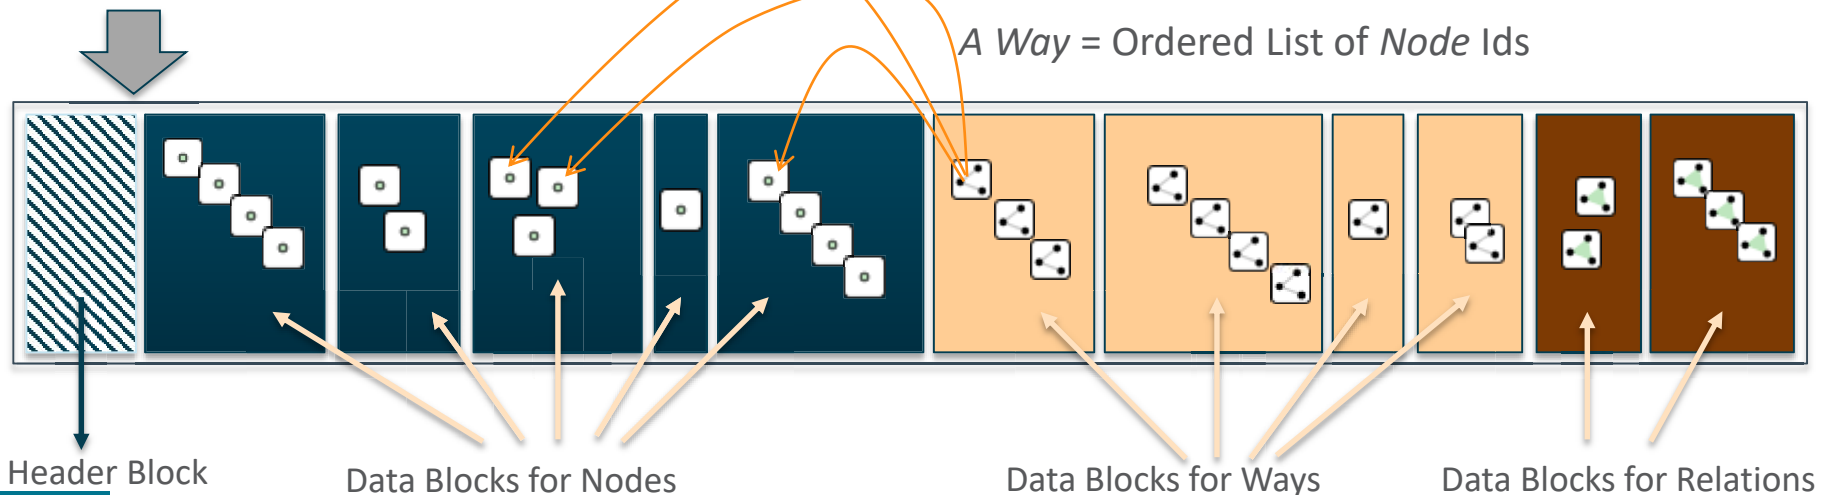 A Way = Ordered List of Node Ids
Header Block
Data Blocks for Nodes
Data Blocks for Ways
Data Blocks for Relations